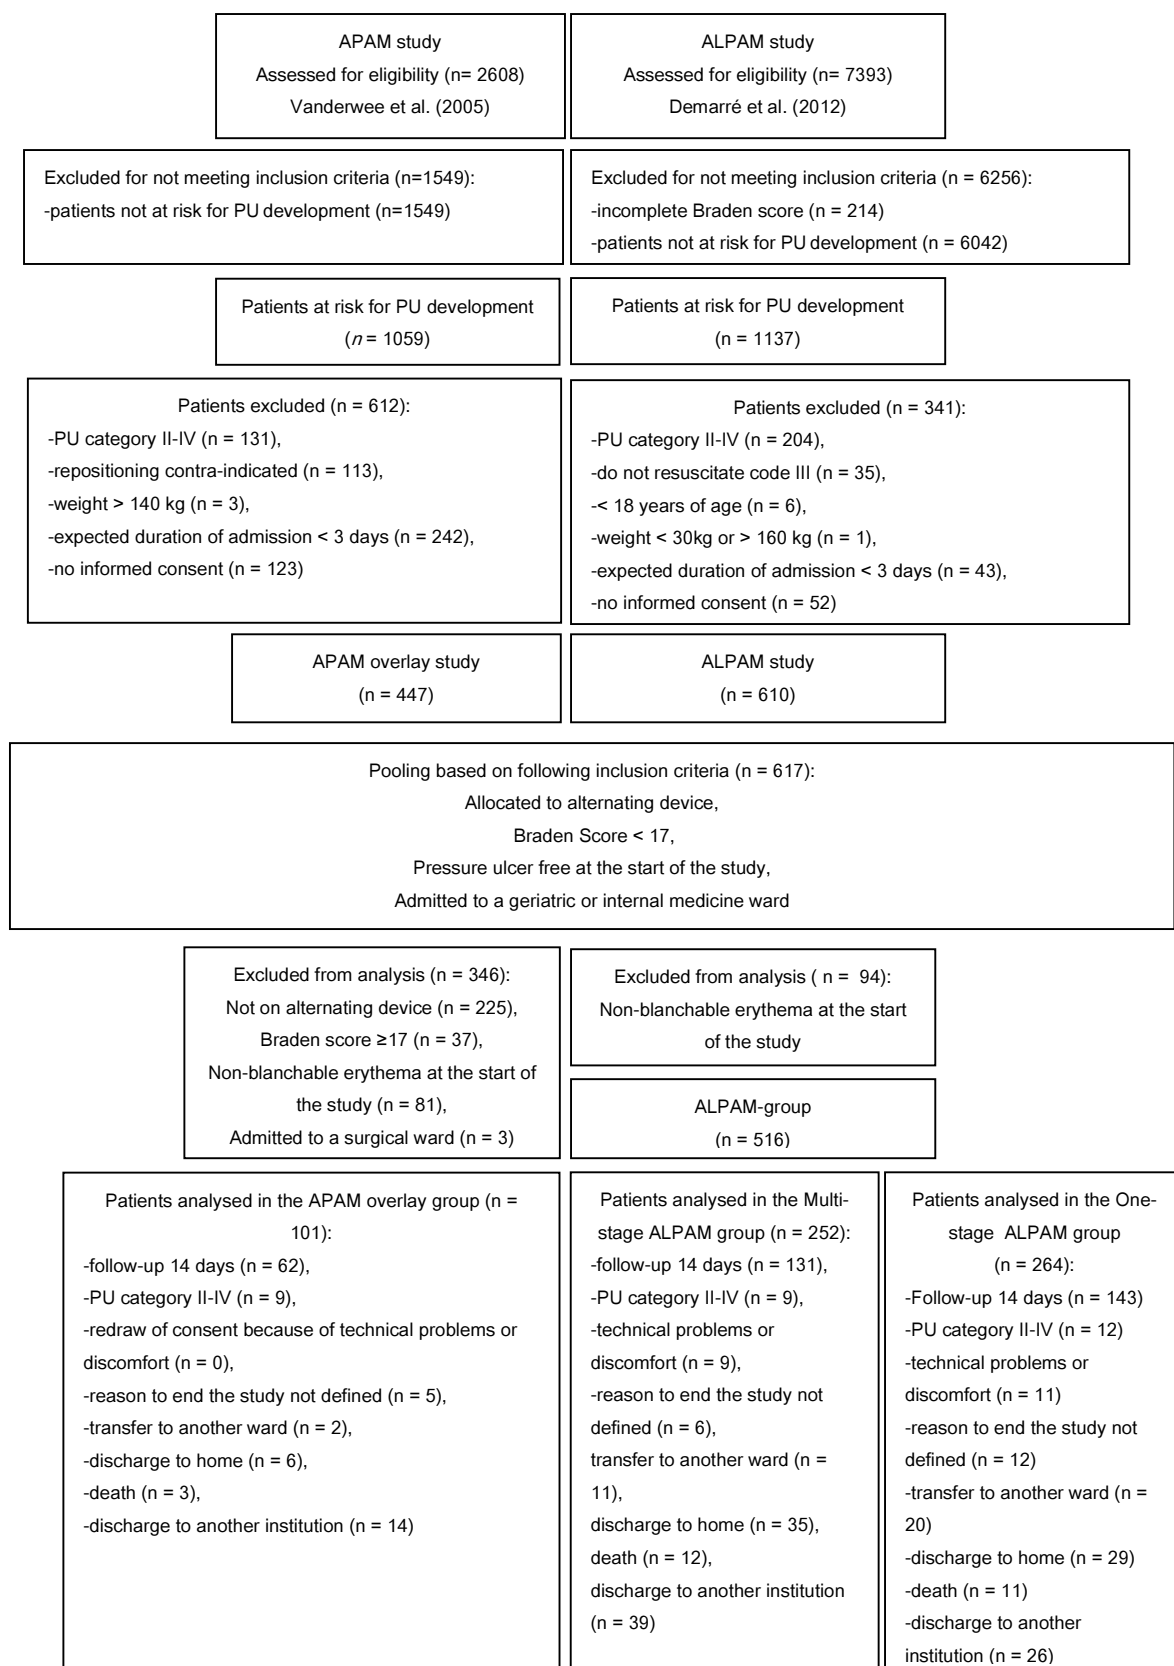 APAM study
Assessed for eligibility (n= 2608)
Vanderwee et al. (2005)
ALPAM study
Assessed for eligibility (n= 7393)
Demarré et al. (2012)
Excluded for not meeting inclusion criteria (n=1549):
-patients not at risk for PU development (n=1549)
Excluded for not meeting inclusion criteria (n = 6256):
-incomplete Braden score (n = 214)
-patients not at risk for PU development (n = 6042)
Patients at risk for PU development
(n = 1059)
Patients at risk for PU development
(n = 1137)
Patients excluded (n = 612):
-PU category II-IV (n = 131),
-repositioning contra-indicated (n = 113),
-weight > 140 kg (n = 3),
-expected duration of admission < 3 days (n = 242),
-no informed consent (n = 123)
Patients excluded (n = 341):
-PU category II-IV (n = 204),
-do not resuscitate code III (n = 35),
-< 18 years of age (n = 6),
-weight < 30kg or > 160 kg (n = 1),
-expected duration of admission < 3 days (n = 43),
-no informed consent (n = 52)
APAM overlay study
(n = 447)
ALPAM study
(n = 610)
Pooling based on following inclusion criteria (n = 617):
Allocated to alternating device,
Braden Score < 17,
Pressure ulcer free at the start of the study,
Admitted to a geriatric or internal medicine ward
Excluded from analysis (n = 346):
Not on alternating device (n = 225),
Braden score ≥17 (n = 37),
Non-blanchable erythema at the start of
the study (n = 81),
Admitted to a surgical ward (n = 3)
Excluded from analysis ( n = 94):
Non-blanchable erythema at the start
of the study
ALPAM-group
(n = 516)
Patients analysed in the APAM overlay group (n =
101):
-follow-up 14 days (n = 62),
-PU category II-IV (n = 9),
-redraw of consent because of technical problems or
discomfort (n = 0),
-reason to end the study not defined (n = 5),
-transfer to another ward (n = 2),
-discharge to home (n = 6),
-death (n = 3),
-discharge to another institution (n = 14)
Patients analysed in the Multi-
stage ALPAM group (n = 252):
-follow-up 14 days (n = 131),
-PU category II-IV (n = 9),
-technical problems or
discomfort (n = 9),
-reason to end the study not
defined (n = 6),
transfer to another ward (n =
11),
discharge to home (n = 35),
death (n = 12),
discharge to another institution
(n = 39)
Patients analysed in the One-
stage ALPAM group
(n = 264):
-Follow-up 14 days (n = 143)
-PU category II-IV (n = 12)
-technical problems or
discomfort (n = 11)
-reason to end the study not
defined (n = 12)
-transfer to another ward (n =
20)
-discharge to home (n = 29)
-death (n = 11)
-discharge to another
institution (n = 26)